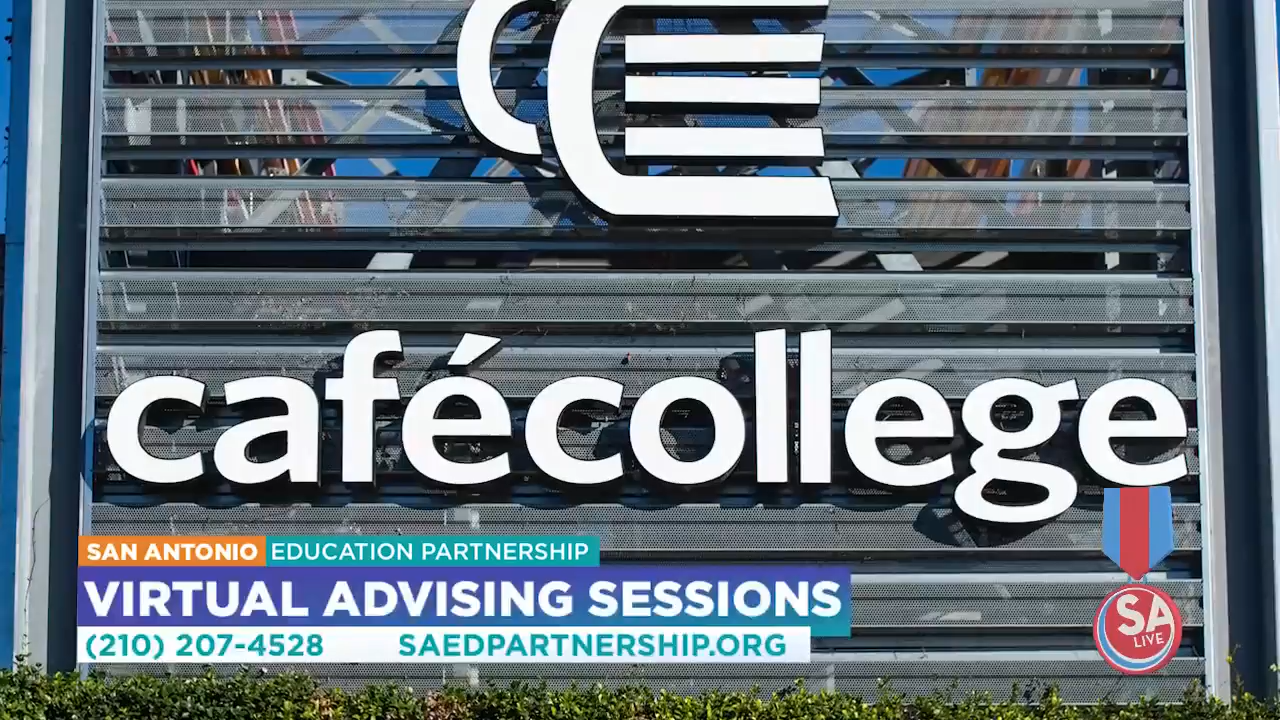 cafécollege
SAN ANTONIO EDUCATION PARTNERSHIP
VIRTUAL ADVISING SESSIONS
(210) 207-4528 SAEDPARTNERSHIP.ORG
SA
LIVE